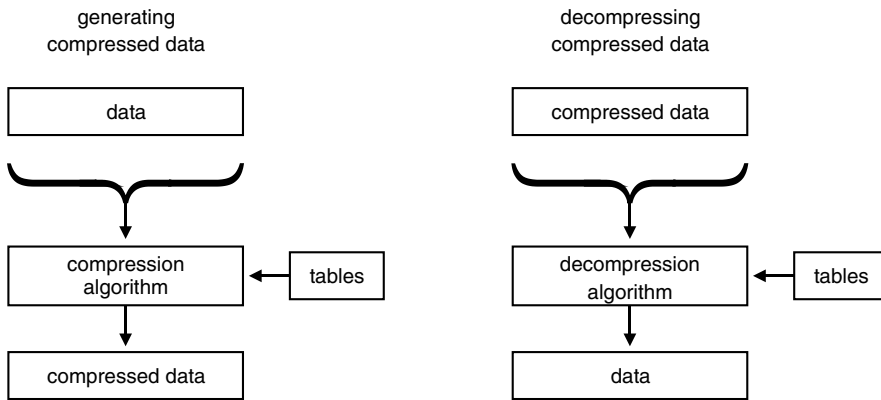 generating
compressed data
data
compression
algorithm
tables
compressed data
decompressing
compressed data
compressed data
decompression
algorithm
tables
data